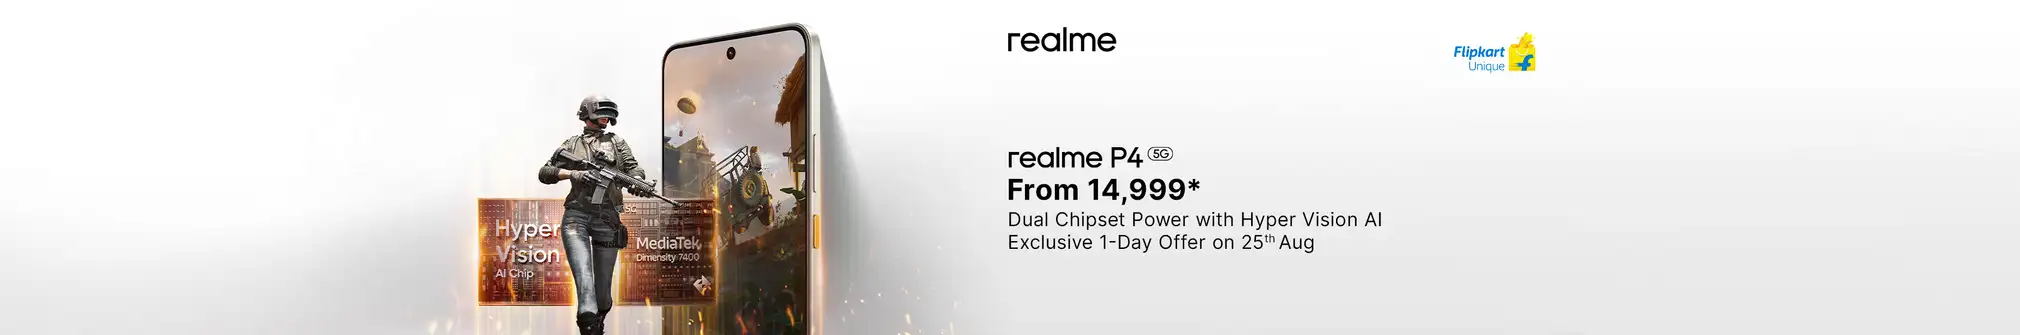 realme
Flipkart
Unique
realme P4 5G
From 14,999*
Dual Chipset Power with Hyper Vision AI
Exclusive 1-Day Offer on 25th Aug
Hyper
Vision
AI Chip
5G
MediaTek
Dimensity 7400